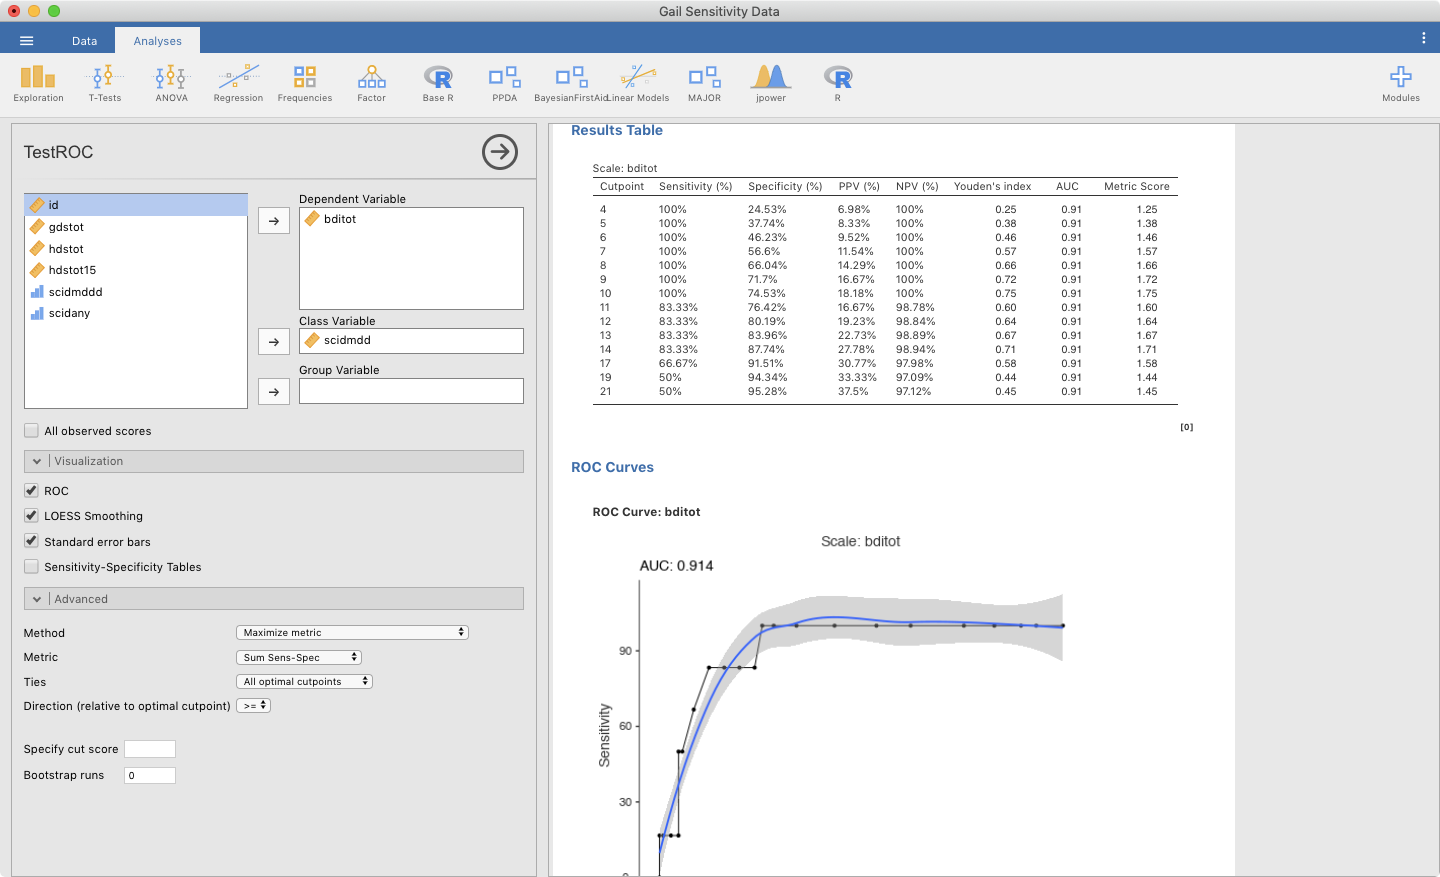 Gail Sensitivity Data
Data
Analyses
Exploration
T-Tests
ANOVA
Regression
Frequencies
Factor
Base R
PPDA
BayesianFirstAid
Linear Models
MAJOR
jpower
R
Modules
TestROC
id
gdstot
hdstot
hdstot15
scidmddd
scidany
Dependent Variable
bditot
Class Variable
scidmdd
Group Variable
All observed scores
Visualization
ROC
LOESS Smoothing
Standard error bars
Sensitivity-Specificity Tables
Advanced
Method Maximize metric
Metric Sum Sens-Spec
Ties All optimal cutpoints
Direction (relative to optimal cutpoint) >=
Specify cut score
Bootstrap runs 0
Results Table
Scale: bditot
Cutpoint Sensitivity (%) Specificity (%) PPV (%) NPV (%) Youden's index AUC Metric Score
4 100% 24.53% 6.98% 100% 0.25 0.91 1.25
5 100% 37.74% 8.33% 100% 0.38 0.91 1.38
6 100% 46.23% 9.52% 100% 0.46 0.91 1.46
7 100% 56.6% 11.54% 100% 0.57 0.91 1.57
8 100% 66.04% 14.29% 100% 0.66 0.91 1.66
9 100% 71.7% 16.67% 100% 0.72 0.91 1.72
10 100% 74.53% 18.18% 100% 0.75 0.91 1.75
11 83.33% 76.42% 16.67% 98.78% 0.60 0.91 1.60
12 83.33% 80.19% 19.23% 98.84% 0.64 0.91 1.64
13 83.33% 83.96% 22.73% 98.89% 0.67 0.91 1.67
14 83.33% 87.74% 27.78% 98.94% 0.71 0.91 1.71
17 66.67% 91.51% 30.77% 97.98% 0.58 0.91 1.58
19 50% 94.34% 33.33% 97.09% 0.44 0.91 1.44
21 50% 95.28% 37.5% 97.12% 0.45 0.91 1.45
[0]
ROC Curves
ROC Curve: bditot
Scale: bditot
AUC: 0.914
90
60
Sensitivity
30